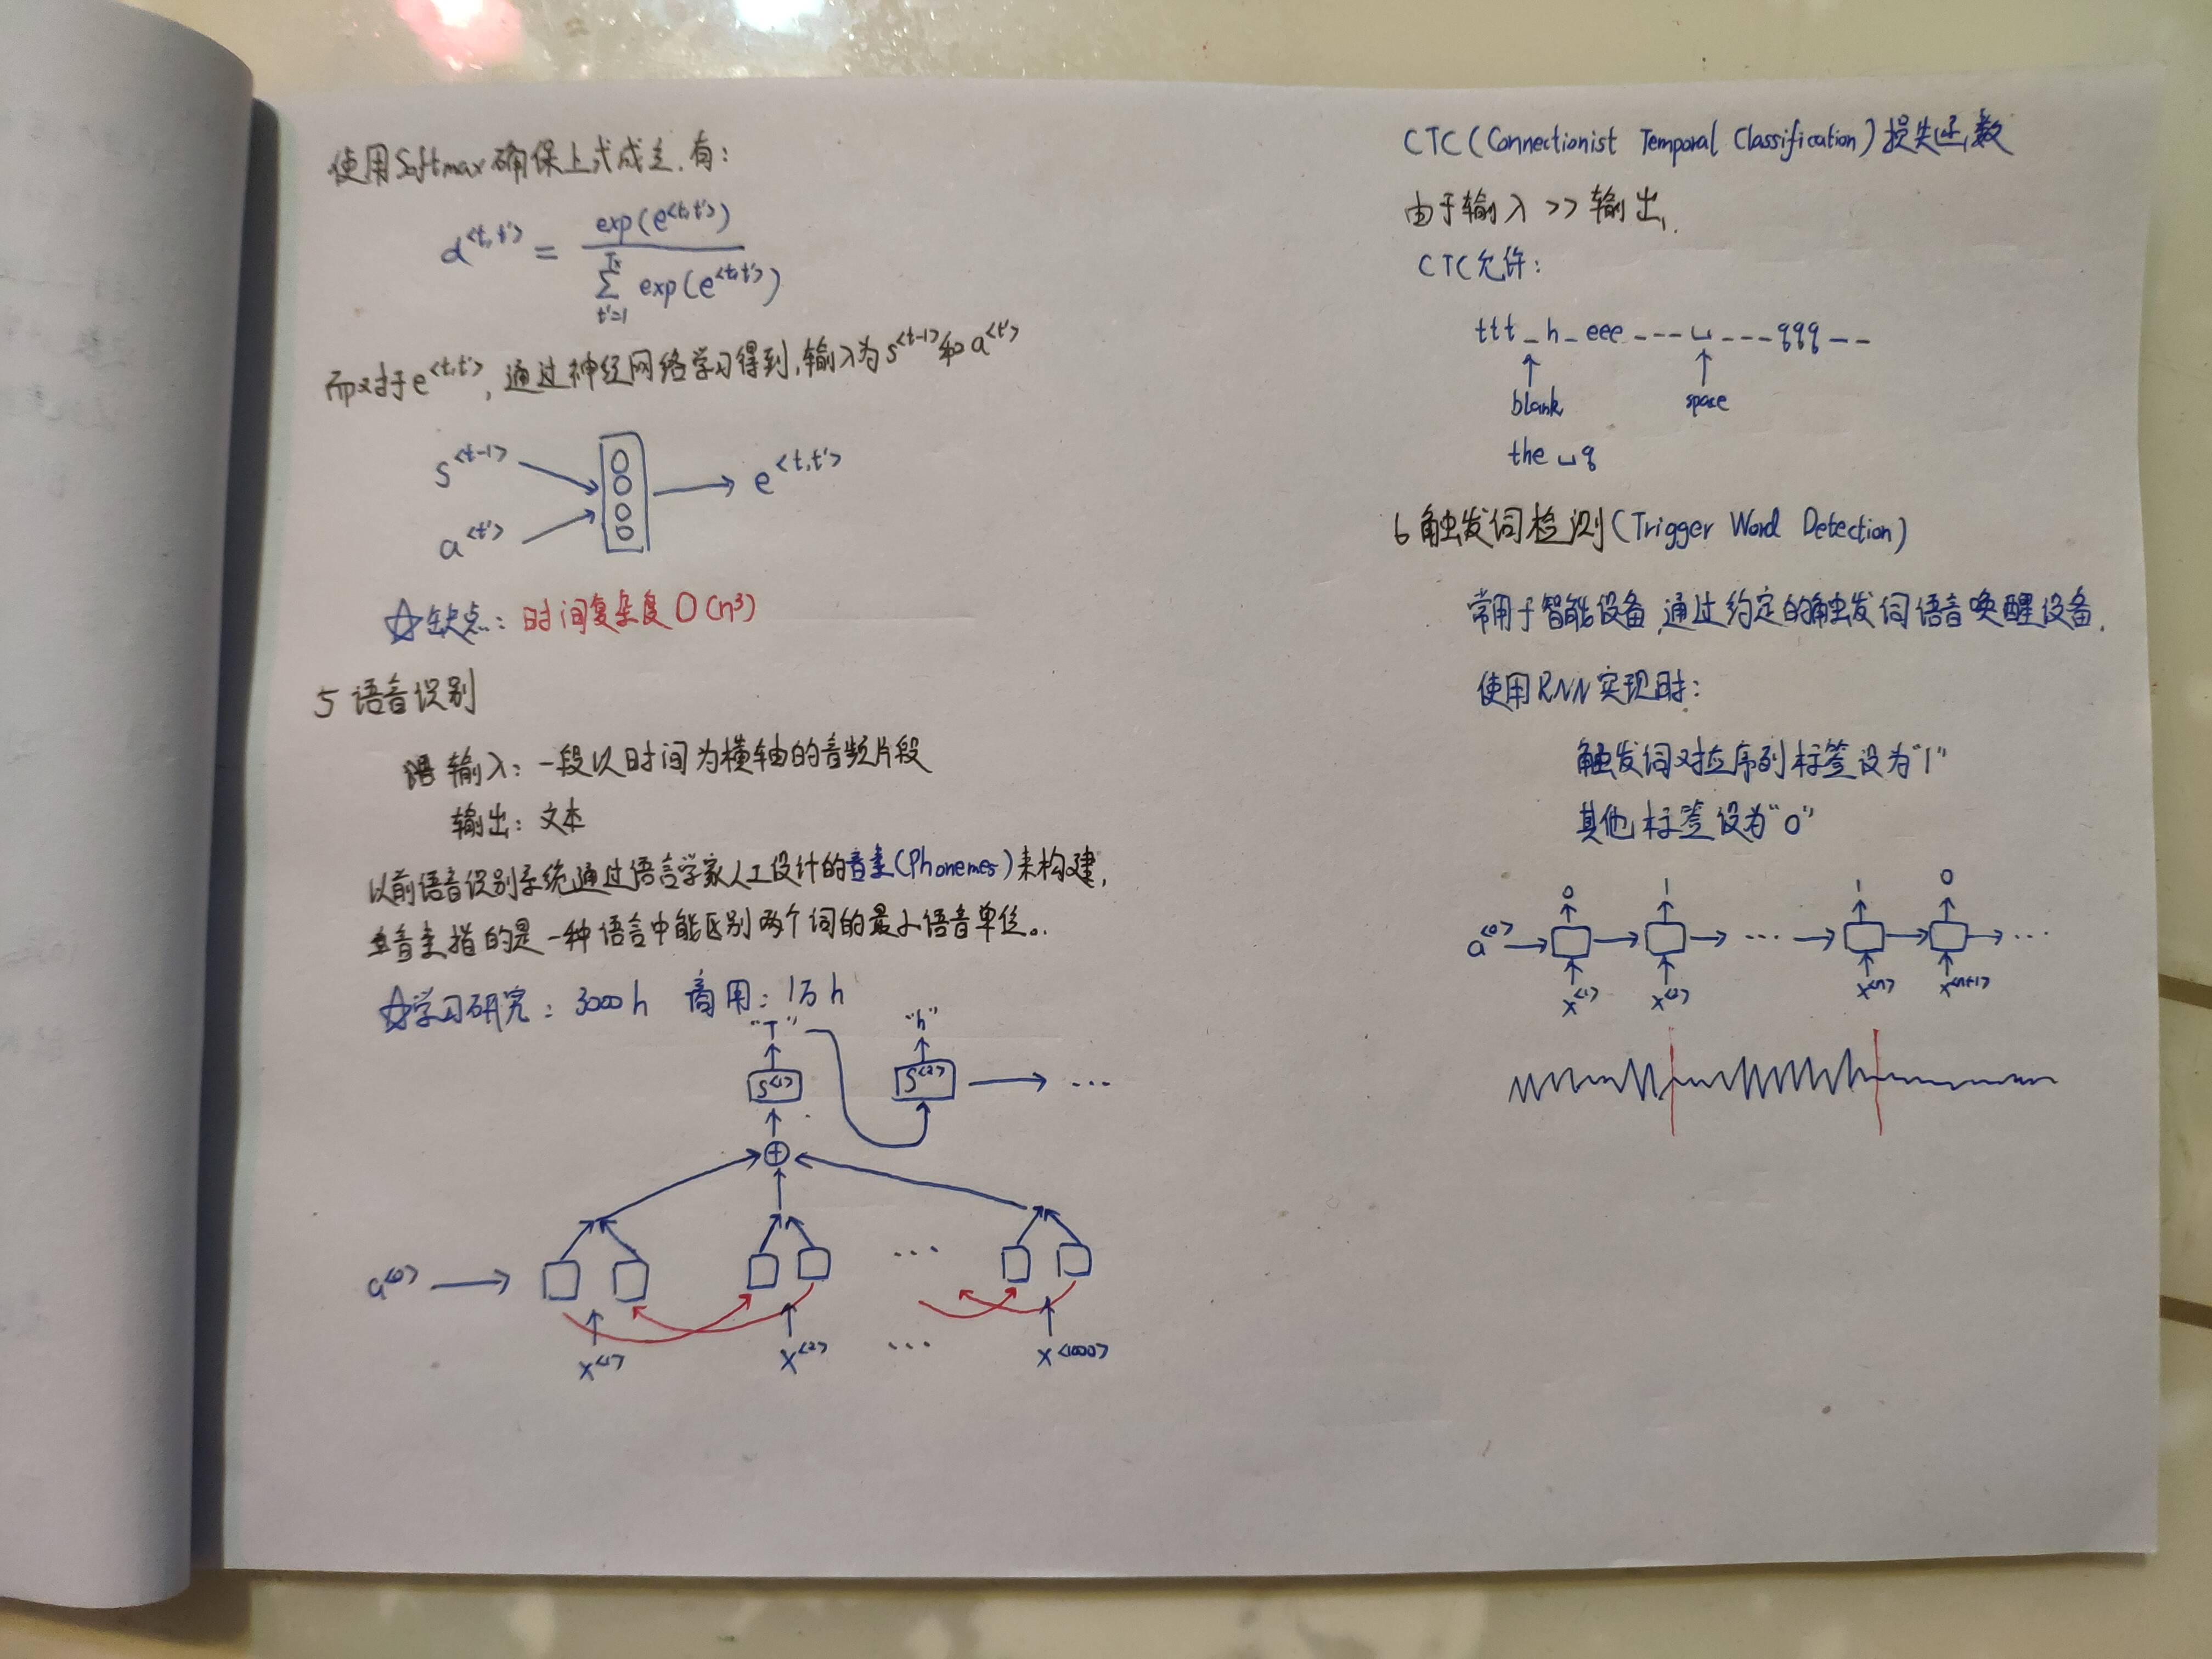 使用Softmax确保上式成立.有:
α<t,t'> = exp(e<t,t'>) / Σ_{t'=1}^{Tx} exp(e<t,t'>)
而对于e<t,t'>, 通过神经网络学习得到,输入为s<t-1>和a<t'>
s<t-1>
a<t'>
e<t,t'>
☆缺点: 时间复杂度O(n³)
5 语音识别
输入: 一段以时间为横轴的音频片段
输出: 文本
以前语音识别系统通过语言学家人工设计的音素(Phonemes)来构建,
音素指的是一种语言中能区别两个词的最小语音单位。
☆学习研究: 3000h 商用: 1万h
"T" "h"
s<1> s<2> ...
a<0> ...
x<1> x<2> ... x<1000>
CTC(Connectionist Temporal Classification)损失函数
由于输入 >> 输出,
CTC允许:
ttt_h_eee_ _ _␣_ _ _qqq_ _
blank space
the ␣q
6 触发词检测(Trigger Word Detection)
常用于智能设备,通过约定的触发词语音唤醒设备.
使用RNN实现时:
触发词对应序列标签设为"1"
其他标签设为"0"
0 1 1 0
a<0> ... ...
x<1> x<2> x<n> x<n+1>